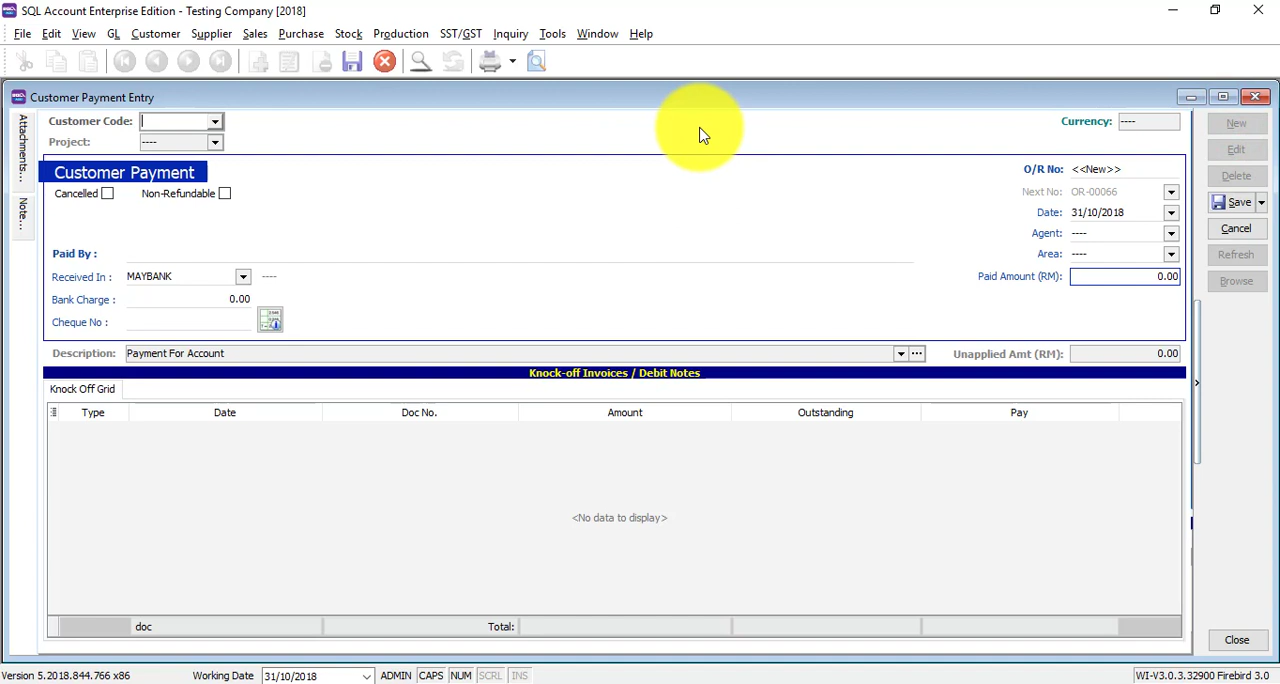 SQL Account Enterprise Edition - Testing Company [2018]
File Edit View GL Customer Supplier Sales Purchase Stock Production SST/GST Inquiry Tools Window Help
Customer Payment Entry
Attachments...
Note...
Customer Code:
Currency: ----
Project: ----
Customer Payment
Cancelled Non-Refundable
O/R No: <<New>>
Next No: OR-00066
Date: 31/10/2018
Agent: ----
Area: ----
Paid Amount (RM): 0.00
Paid By :
Received In : MAYBANK ----
Bank Charge : 0.00
Cheque No :
Description: Payment For Account
Unapplied Amt (RM): 0.00
Knock-off Invoices / Debit Notes
Knock Off Grid
Type Date Doc No. Amount Outstanding Pay
<No data to display>
doc Total:
New
Edit
Delete
Save
Cancel
Refresh
Browse
Close
Version 5.2018.844.766 x86 Working Date 31/10/2018 ADMIN CAPS NUM SCRL INS WI-V3.0.3.32900 Firebird 3.0